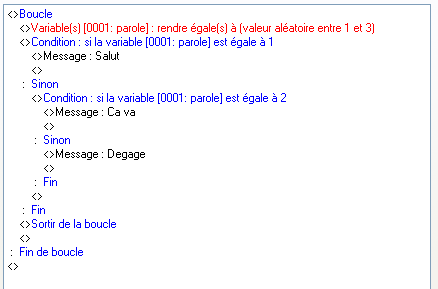 <>Boucle
<>Variable(s) [0001: parole] : rendre égale(s) à (valeur aléatoire entre 1 et 3)
<>Condition : si la variable [0001: parole] est égale à 1
<>Message : Salut
<>
: Sinon
<>Condition : si la variable [0001: parole] est égale à 2
<>Message : Ca va
<>
: Sinon
<>Message : Degage
<>
: Fin
<>
: Fin
<>Sortir de la boucle
<>
: Fin de boucle
<>